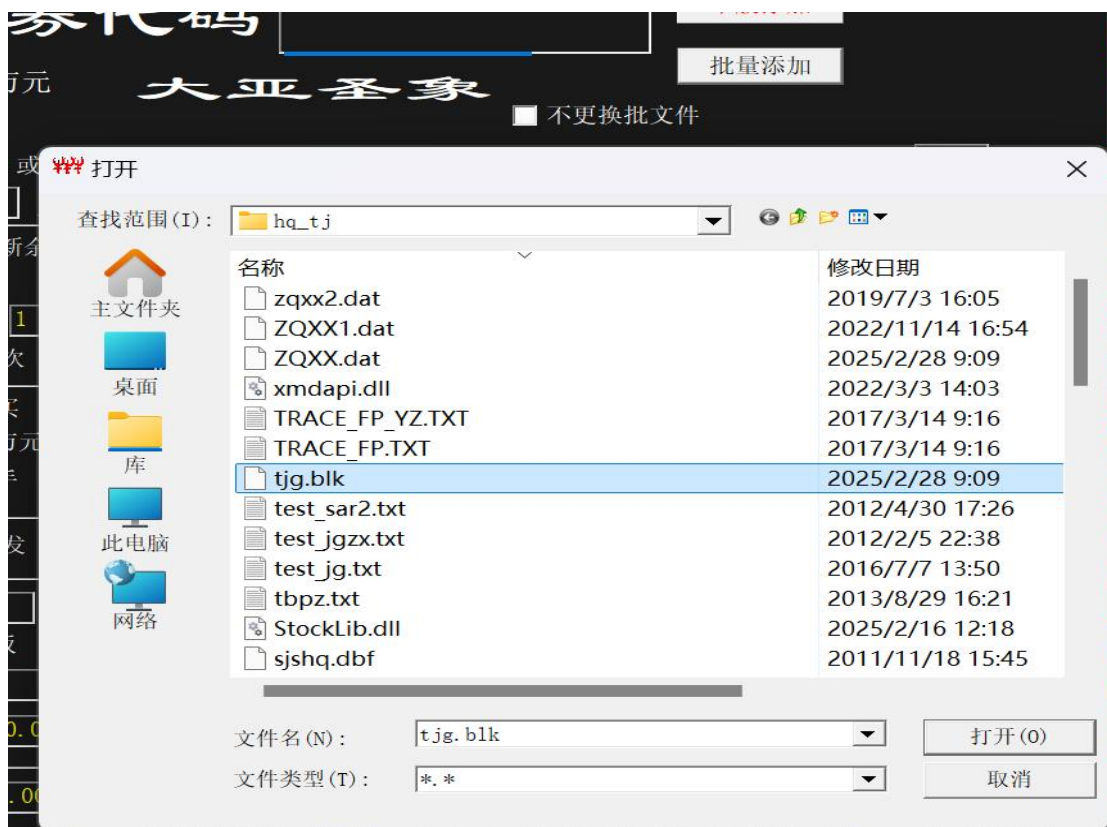 代码
批量添加
万元
大亚圣象
不更换批文件
或
打开
查找范围(I):
hq_tj
名称 修改日期
主文件夹
桌面
库
此电脑
网络
zqxx2.dat 2019/7/3 16:05
ZQXX1.dat 2022/11/14 16:54
ZQXX.dat 2025/2/28 9:09
xmdapi.dll 2022/3/3 14:03
TRACE_FP_YZ.TXT 2017/3/14 9:16
TRACE_FP.TXT 2017/3/14 9:16
tjg.blk 2025/2/28 9:09
test_sar2.txt 2012/4/30 17:26
test_jgzx.txt 2012/2/5 22:38
test_jg.txt 2016/7/7 13:50
tbpz.txt 2013/8/29 16:21
StockLib.dll 2025/2/16 12:18
sjshq.dbf 2011/11/18 15:45
1
次
发
文件名(N): tjg.blk 打开(O)
文件类型(T): *.* 取消